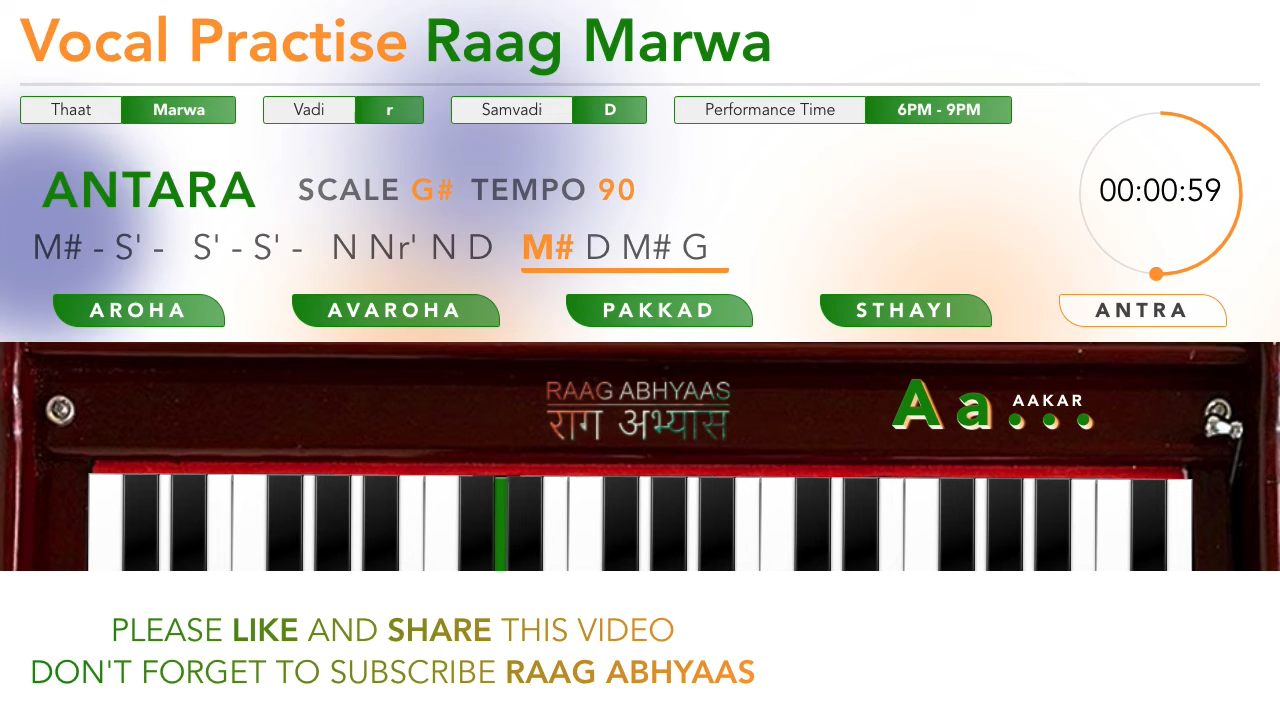 Vocal Practise Raag Marwa
Thaat Marwa Vadi r Samvadi D Performance Time 6PM - 9PM
ANTARA SCALE G# TEMPO 90
00:00:59
M# - S' - S' - S' - N Nr' N D M# D M# G
AROHA AVAROHA PAKKAD STHAYI ANTRA
RAAG ABHYAAS
राग अभ्यास
A a . . . AAKAR
PLEASE LIKE AND SHARE THIS VIDEO
DON'T FORGET TO SUBSCRIBE RAAG ABHYAAS